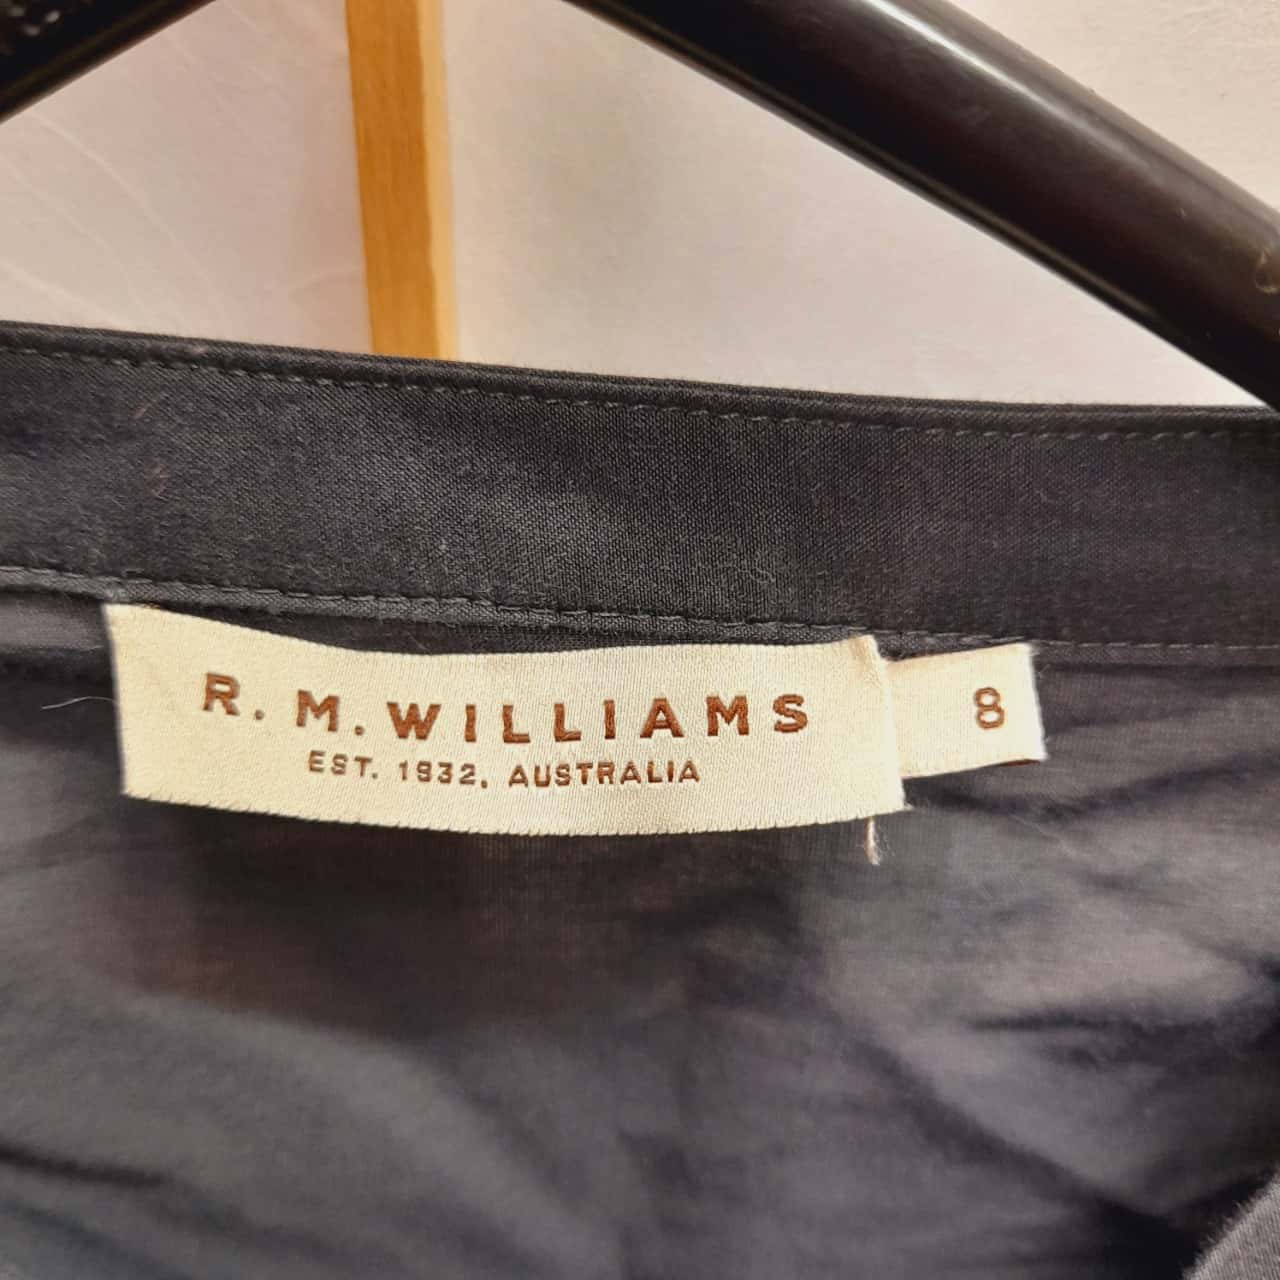 R.M.WILLIAMS
EST. 1932, AUSTRALIA
8